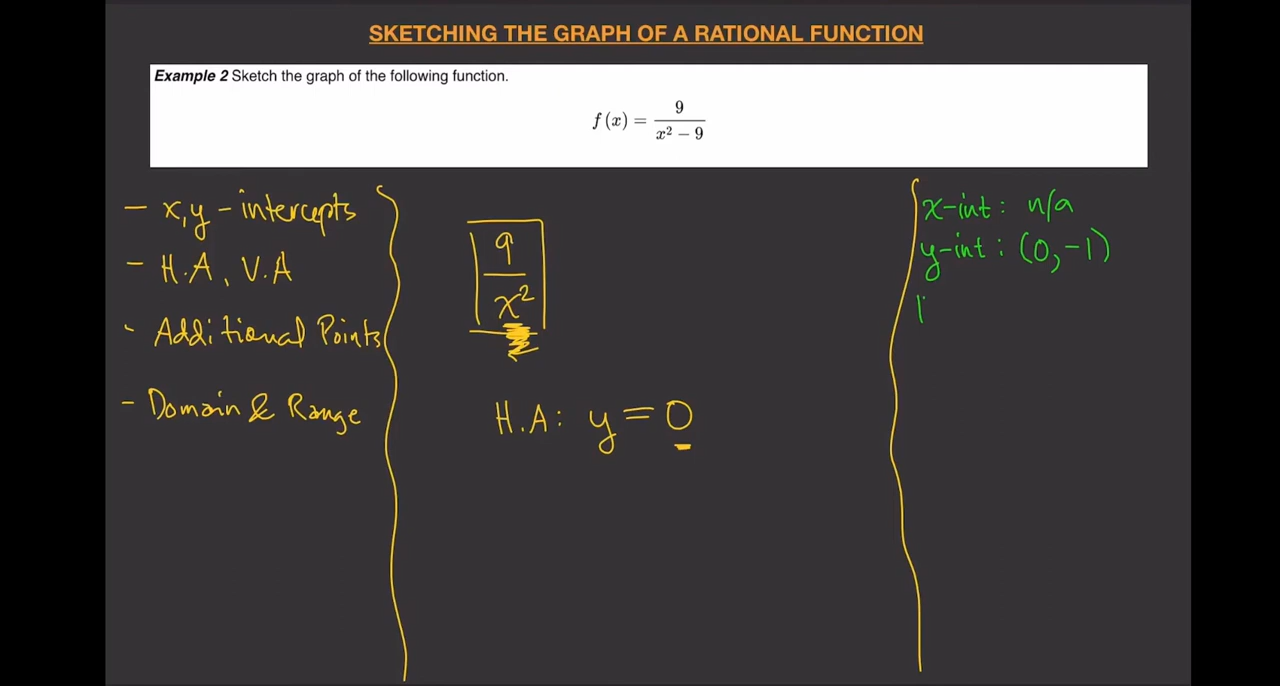 SKETCHING THE GRAPH OF A RATIONAL FUNCTION
Example 2 Sketch the graph of the following function.
f(x) = 9/(x² − 9)
– x,y – intercepts
– H.A, V.A
- Additional Points
– Domain & Range
9/x²
H.A: y = 0
x-int: n/a
y-int: (0, -1)